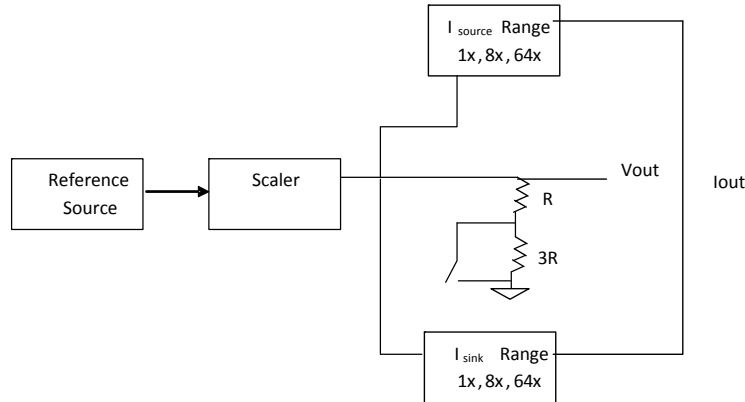 I source Range
1x, 8x, 64x
Reference
Source
Scaler
Vout
Iout
R
3R
I sink Range
1x, 8x, 64x